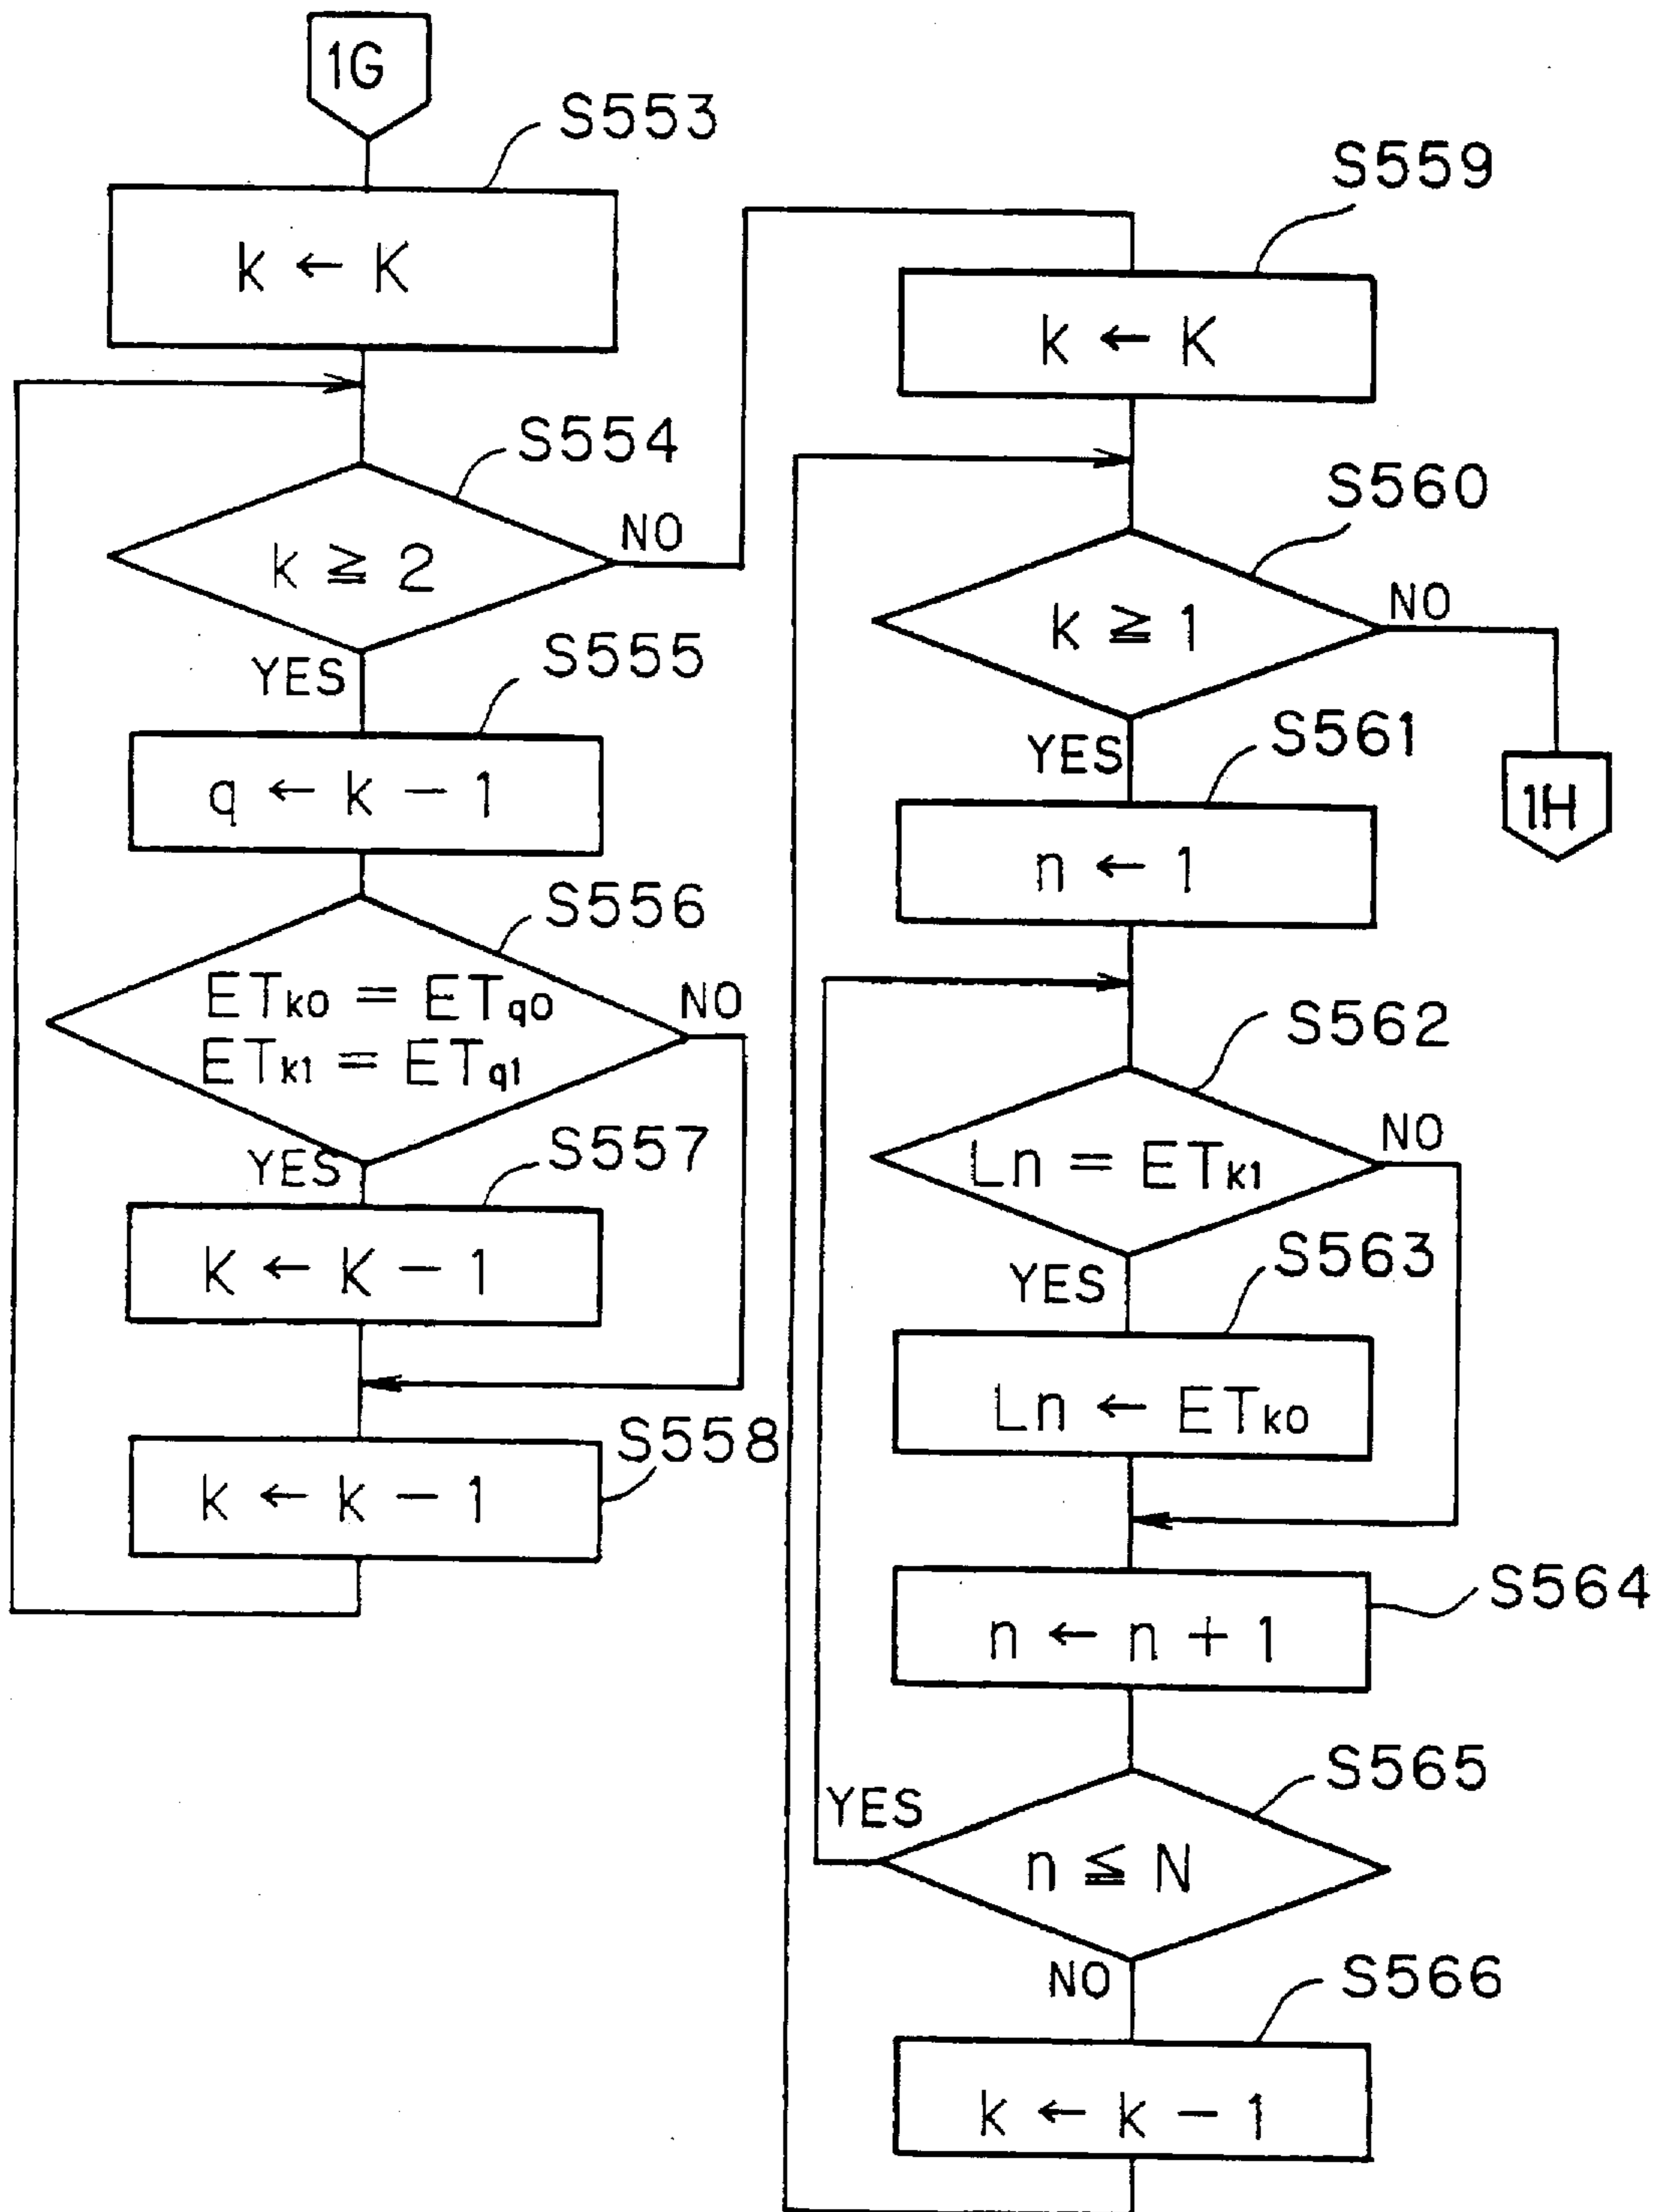 1G
S553
k ← K
S554
k ≧ 2
NO
YES
S555
q ← k - 1
S556
ETk0 = ETq0
ETk1 = ETq1
NO
YES
S557
K ← K - 1
S558
k ← k - 1
S559
k ← K
S560
k ≧ 1
NO
YES
1H
S561
n ← 1
S562
Ln = ETk1
NO
YES
S563
Ln ← ETk0
S564
n ← n + 1
S565
YES
n ≦ N
NO
S566
k ← k - 1